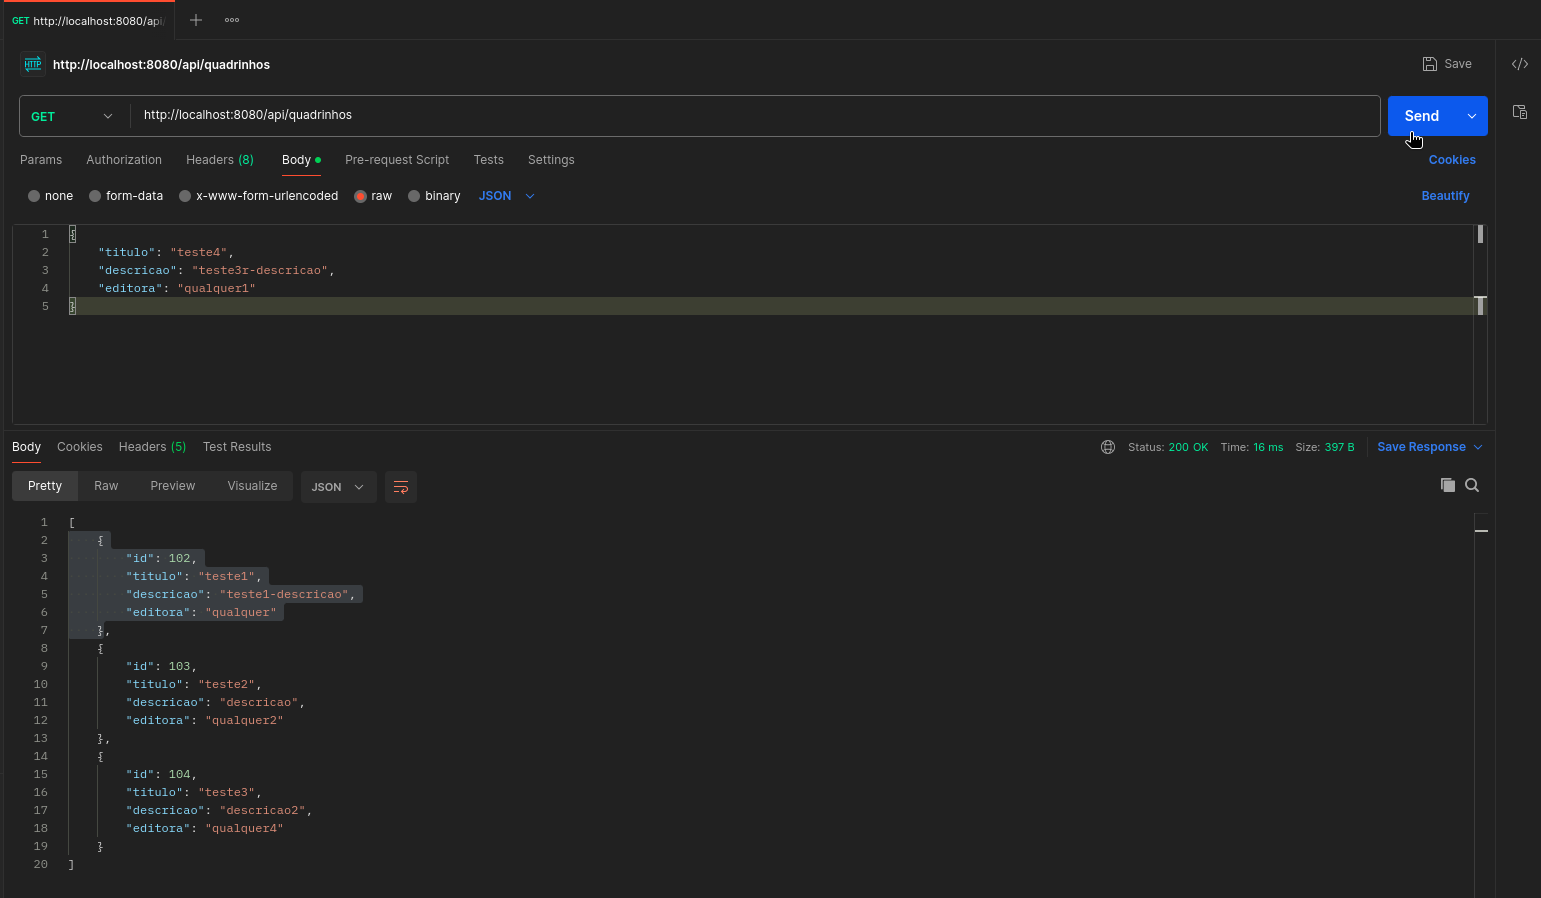 GET http://localhost:8080/api/
HTTP http://localhost:8080/api/quadrinhos
Save
GET http://localhost:8080/api/quadrinhos
Send
Params Authorization Headers (8) Body Pre-request Script Tests Settings
Cookies
none form-data x-www-form-urlencoded raw binary JSON
Beautify
1 {
2 "titulo": "teste4",
3 "descricao": "teste3r-descricao",
4 "editora": "qualquer1"
5 }
Body Cookies Headers (5) Test Results
Status: 200 OK Time: 16 ms Size: 397 B Save Response
Pretty Raw Preview Visualize JSON
1 [
2 {
3 "id": 102,
4 "titulo": "teste1",
5 "descricao": "teste1-descricao",
6 "editora": "qualquer"
7 },
8 {
9 "id": 103,
10 "titulo": "teste2",
11 "descricao": "descricao",
12 "editora": "qualquer2"
13 },
14 {
15 "id": 104,
16 "titulo": "teste3",
17 "descricao": "descricao2",
18 "editora": "qualquer4"
19 }
20 ]